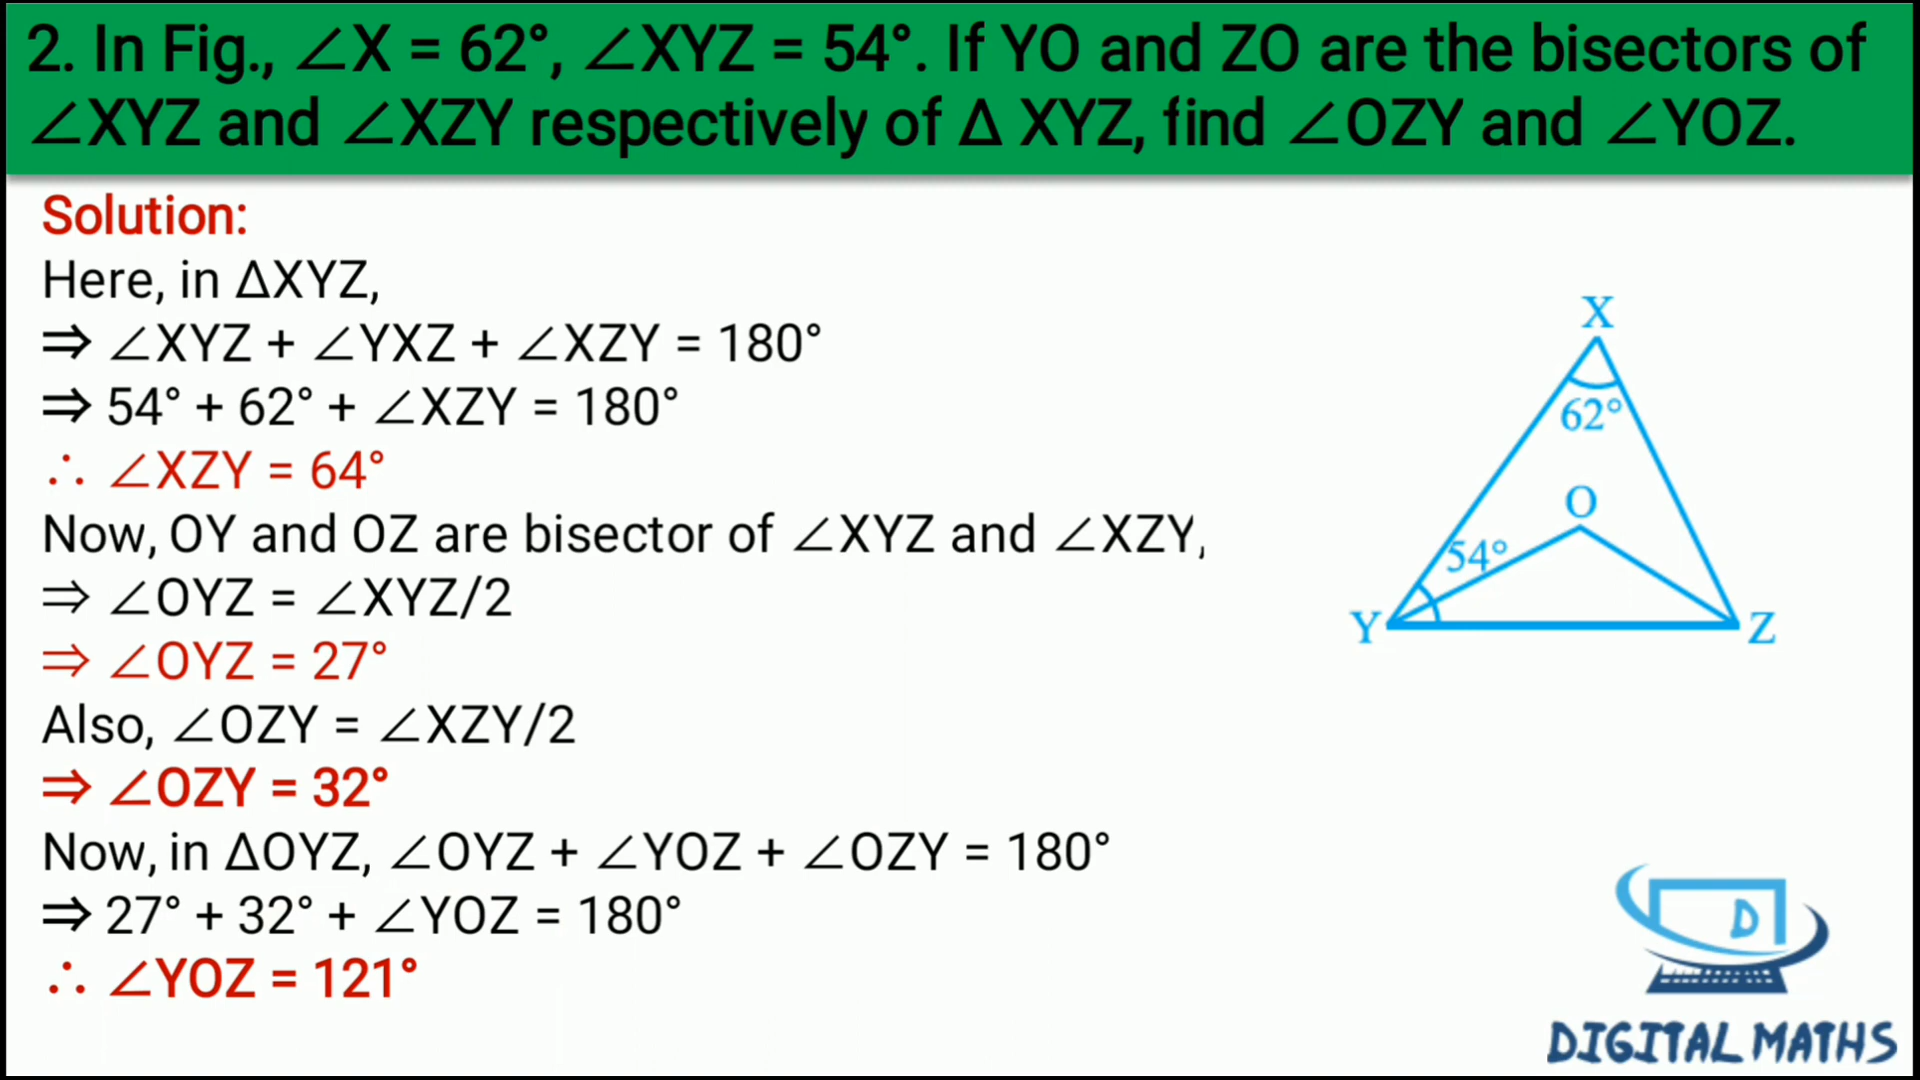 2. In Fig., ∠X = 62°, ∠XYZ = 54°. If YO and ZO are the bisectors of
∠XYZ and ∠XZY respectively of Δ XYZ, find ∠OZY and ∠YOZ.
Solution:
Here, in ΔXYZ,
⇒ ∠XYZ + ∠YXZ + ∠XZY = 180°
⇒ 54° + 62° + ∠XZY = 180°
∴ ∠XZY = 64°
Now, OY and OZ are bisector of ∠XYZ and ∠XZY,
⇒ ∠OYZ = ∠XYZ/2
⇒ ∠OYZ = 27°
Also, ∠OZY = ∠XZY/2
⇒ ∠OZY = 32°
Now, in ΔOYZ, ∠OYZ + ∠YOZ + ∠OZY = 180°
⇒ 27° + 32° + ∠YOZ = 180°
∴ ∠YOZ = 121°
X
62°
O
54°
Y
Z
D
DIGITAL MATHS